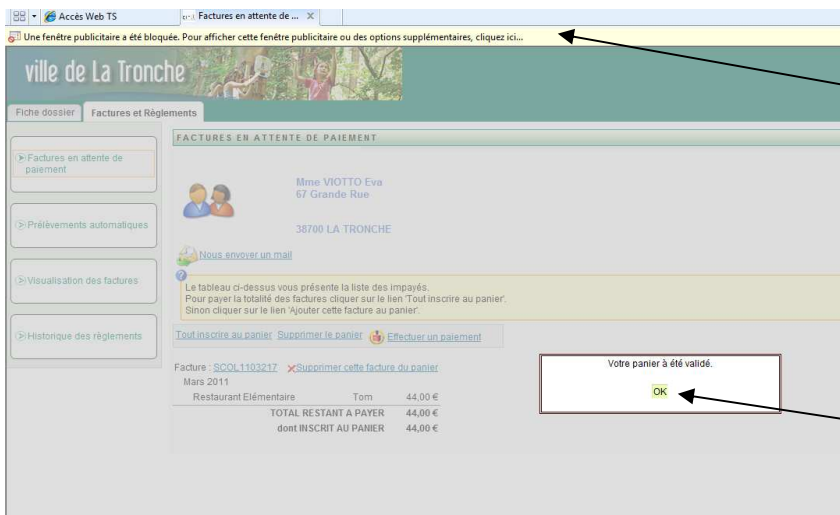 Accès Web TS
Factures en attente de ...
Une fenêtre publicitaire a été bloquée. Pour afficher cette fenêtre publicitaire ou des options supplémentaires, cliquez ici...
ville de La Tronche
Fiche dossier
Factures et Règlements
FACTURES EN ATTENTE DE PAIEMENT
Factures en attente de
paiement
Prélèvements automatiques
Visualisation des factures
Historique des règlements
Mme VIOTTO Eva
67 Grande Rue
38700 LA TRONCHE
Nous envoyer un mail
Le tableau ci-dessus vous présente la liste des impayés.
Pour payer la totalité des factures cliquer sur le lien 'Tout inscrire au panier'.
Sinon cliquer sur le lien 'Ajouter cette facture au panier'.
Tout inscrire au panier Supprimer le panier Effectuer un paiement
Facture : SCOL1103217 Supprimer cette facture du panier
Mars 2011
Restaurant Elémentaire Tom 44,00 €
TOTAL RESTANT A PAYER 44,00 €
dont INSCRIT AU PANIER 44,00 €
Votre panier à été validé.
OK